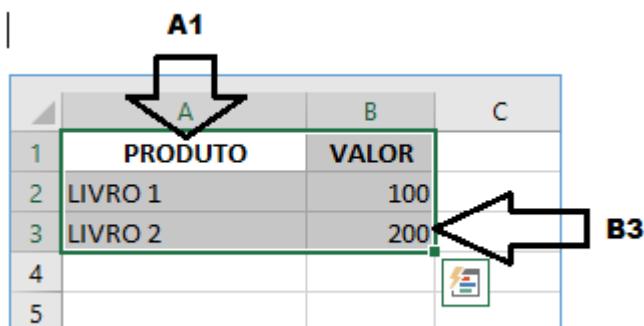 A1
A B C
1 PRODUTO VALOR
2 LIVRO 1 100
3 LIVRO 2 200
B3
4
5